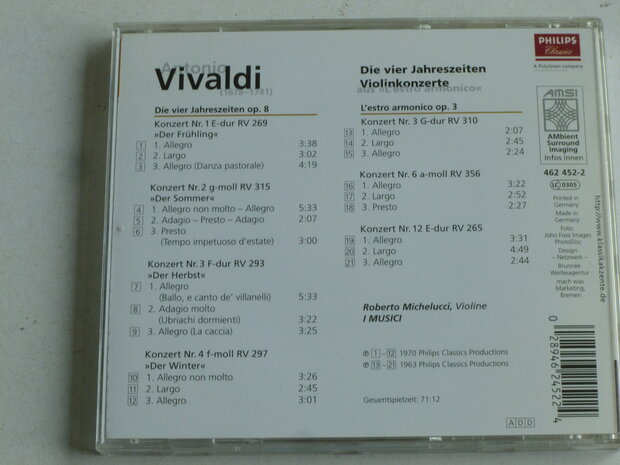 Antonio
Vivaldi
(1678–1741)
Die vier Jahreszeiten op. 8
Konzert Nr. 1 E-dur RV 269
»Der Frühling«
1 1. Allegro 3:38
2 2. Largo 3:02
3 3. Allegro (Danza pastorale) 4:19
Konzert Nr. 2 g-moll RV 315
»Der Sommer«
4 1. Allegro non molto – Allegro 5:33
5 2. Adagio – Presto – Adagio 2:07
6 3. Presto
(Tempo impetuoso d'estate) 3:00
Konzert Nr. 3 F-dur RV 293
»Der Herbst«
7 1. Allegro
(Ballo, e canto de' villanelli) 5:33
8 2. Adagio molto
(Ubriachi dormienti) 3:22
9 3. Allegro (La caccia) 3:25
Konzert Nr. 4 f-moll RV 297
»Der Winter«
10 1. Allegro non molto 3:26
11 2. Largo 2:45
12 3. Allegro 3:01
Die vier Jahreszeiten
Violinkonzerte
aus »L'estro armonico«
L'estro armonico op. 3
Konzert Nr. 3 G-dur RV 310
13 1. Allegro 2:07
14 2. Largo 2:45
15 3. Allegro 2:24
Konzert Nr. 6 a-moll RV 356
16 1. Allegro 3:22
17 2. Largo 2:52
18 3. Presto 2:27
Konzert Nr. 12 E-dur RV 265
19 1. Allegro 3:31
20 2. Largo 4:49
21 3. Allegro 2:44
Roberto Michelucci, Violine
I MUSICI
℗ 1–12 1970 Philips Classics Productions
℗ 13–21 1963 Philips Classics Productions
Gesamtspielzeit: 71:12
ADD
PHILIPS
Classics
A PolyGram company
AMSI
AMbient
Surround
Imaging
Infos innen
462 452-2
LC 0305
Printed in
Germany
Made in
Germany
Foto:
John Foxx Images
PhotoDisc
Design:
– Netzwerk –
Brunnée
Werbeagentur,
mach was
Marketing,
Bremen
http://www.klassikakzente.de
0 28946 24522 4